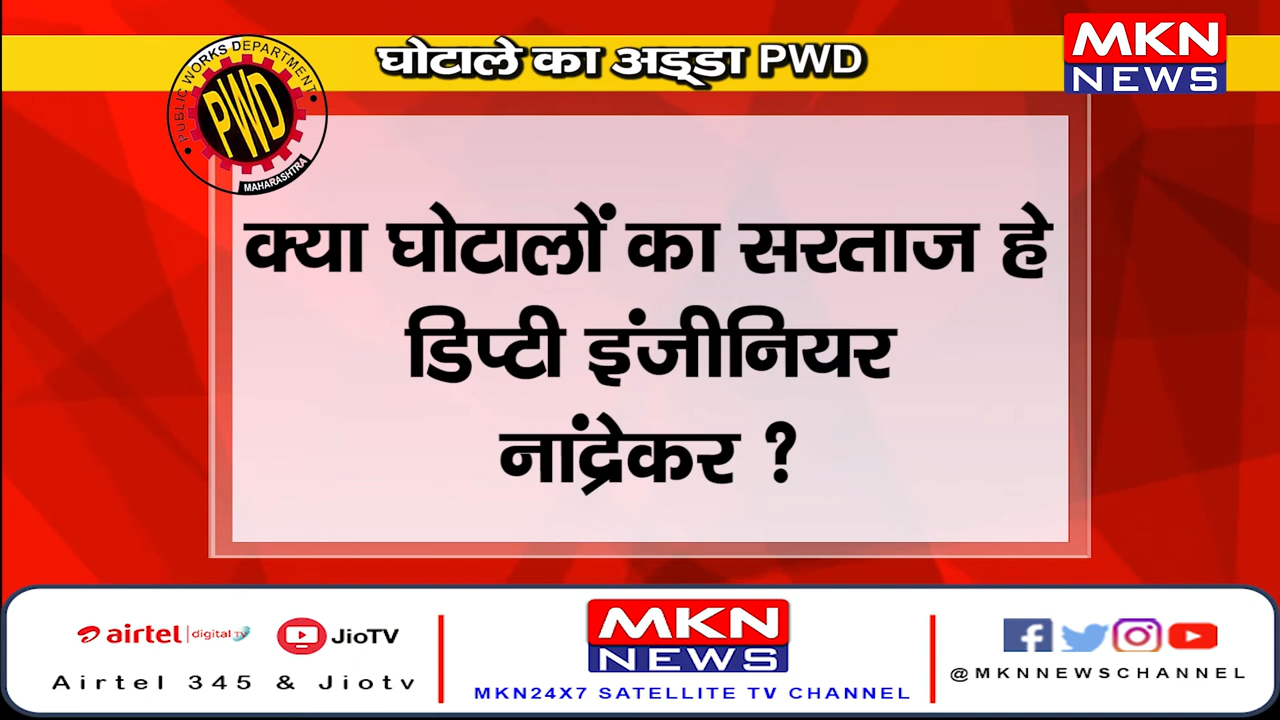 घोटाले का अड्डा PWD
MKN
NEWS
PUBLIC WORKS DEPARTMENT
PWD
MAHARASHTRA
क्या घोटालों का सरताज हे
डिप्टी इंजीनियर
नांद्रेकर ?
airtel digital TV JioTV
Airtel 345 & Jiotv
MKN
NEWS
MKN24X7 SATELLITE TV CHANNEL
@MKNNEWSCHANNEL